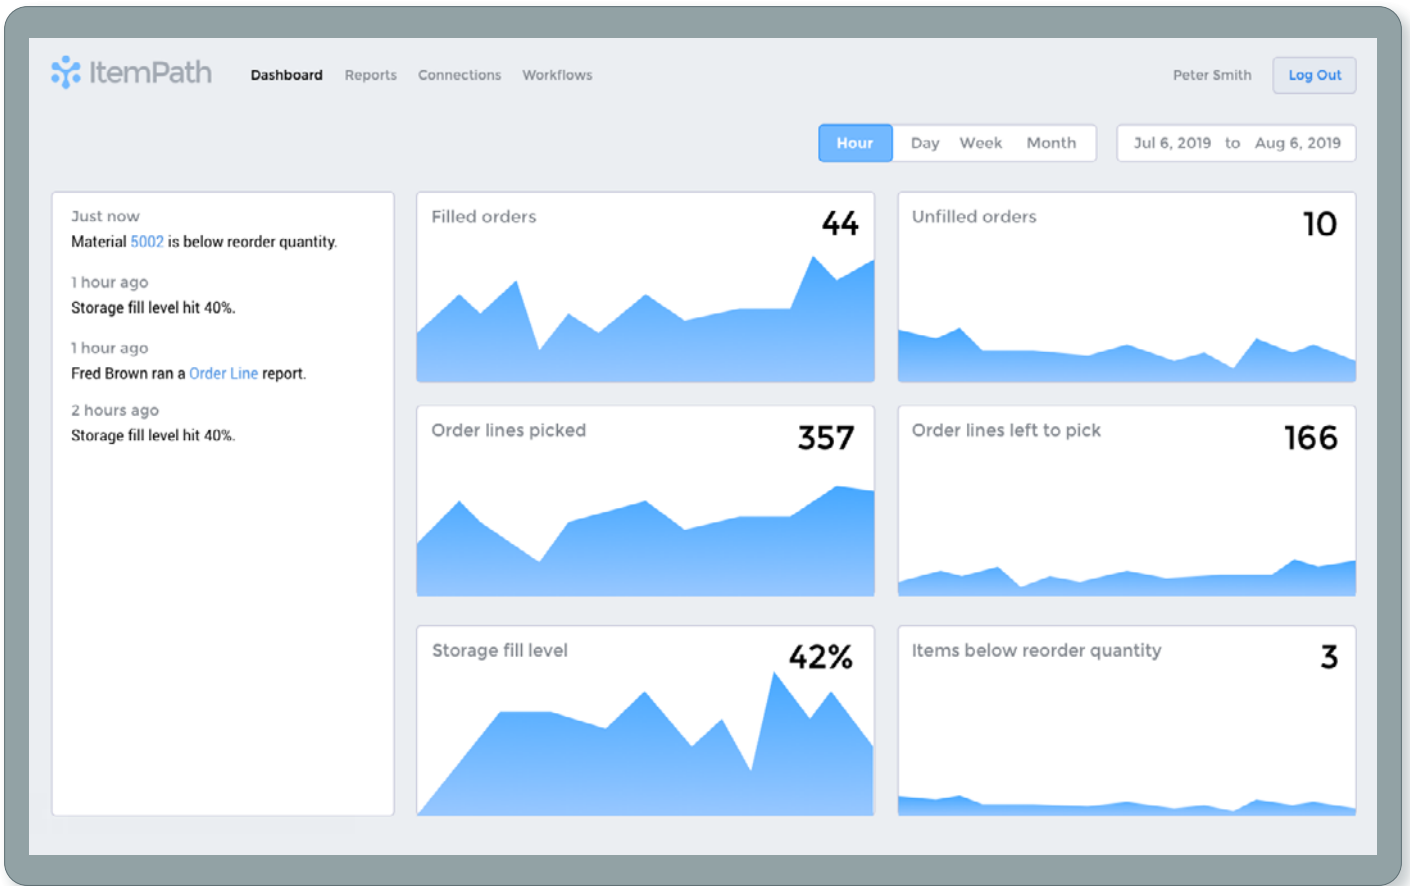 ItemPath
Dashboard Reports Connections Workflows
Peter Smith
Log Out
Hour Day Week Month
Jul 6, 2019 to Aug 6, 2019
Just now
Material 5002 is below reorder quantity.
1 hour ago
Storage fill level hit 40%.
1 hour ago
Fred Brown ran a Order Line report.
2 hours ago
Storage fill level hit 40%.
Filled orders
44
Unfilled orders
10
Order lines picked
357
Order lines left to pick
166
Storage fill level
42%
Items below reorder quantity
3